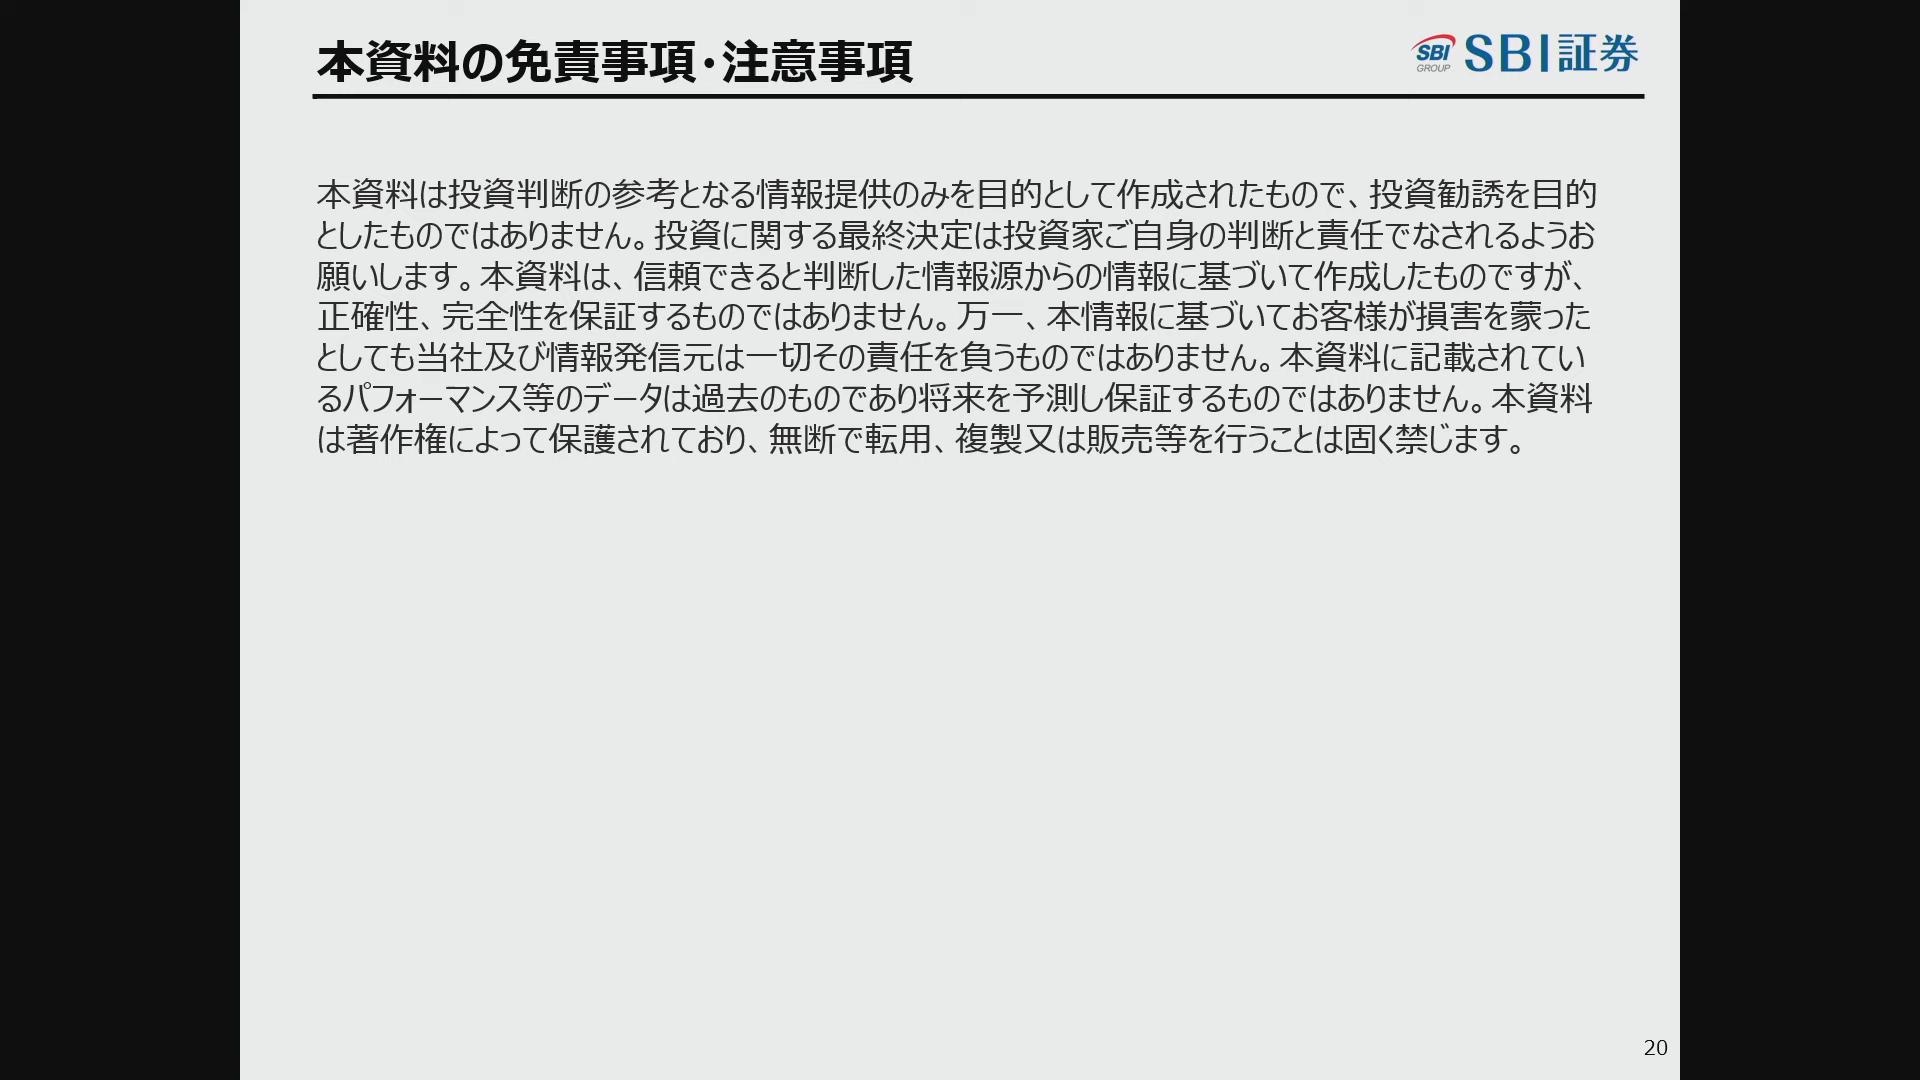 本資料の免責事項・注意事項
SBI GROUP SBI証券
本資料は投資判断の参考となる情報提供のみを目的として作成されたもので、投資勧誘を目的
としたものではありません。投資に関する最終決定は投資家ご自身の判断と責任でなされるようお
願いします。本資料は、信頼できると判断した情報源からの情報に基づいて作成したものですが、
正確性、完全性を保証するものではありません。万一、本情報に基づいてお客様が損害を蒙った
としても当社及び情報発信元は一切その責任を負うものではありません。本資料に記載されてい
るパフォーマンス等のデータは過去のものであり将来を予測し保証するものではありません。本資料
は著作権によって保護されており、無断で転用、複製又は販売等を行うことは固く禁じます。
20